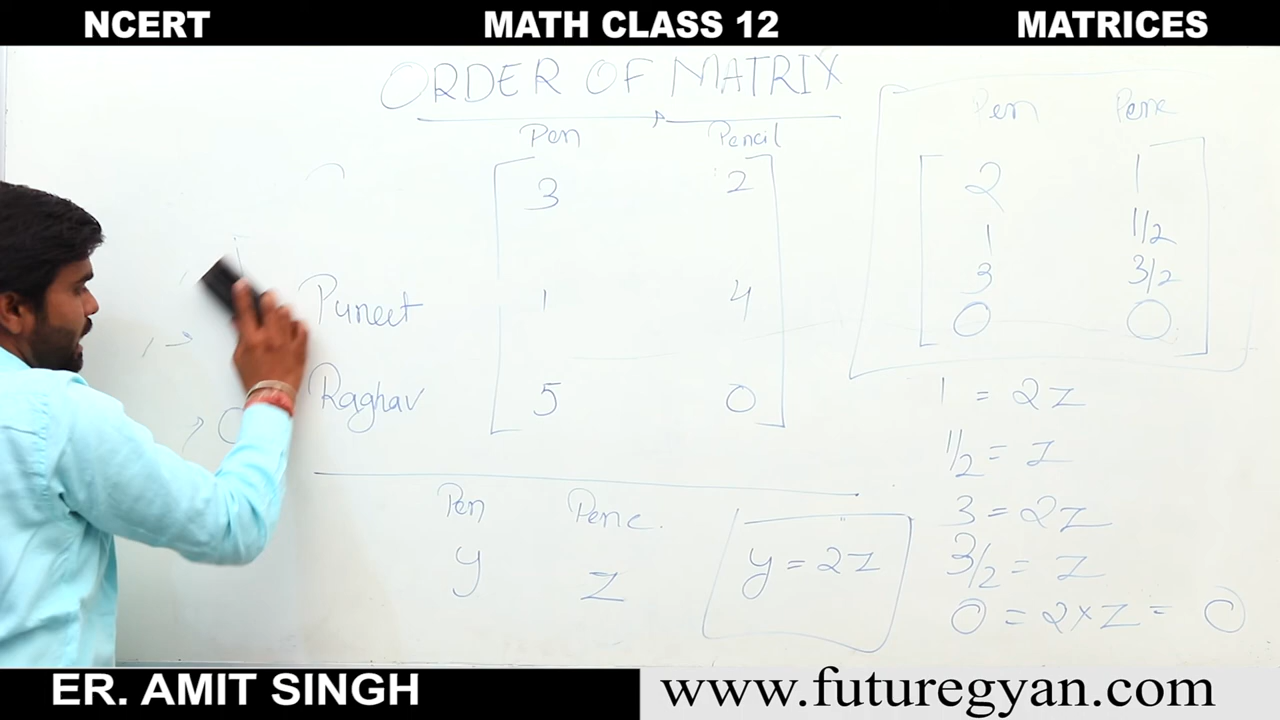 NCERT MATH CLASS 12 MATRICES
ORDER OF MATRIX
Pen Pencil
3 2
Puneet 1 4
Raghav 5 0
Pen Penc.
y z
y = 2z
Pen Penc
2 1
1 1/2
3 3/2
0 0
1 = 2z
1/2 = z
3 = 2z
3/2 = z
0 = 2×z = 0
ER. AMIT SINGH www.futuregyan.com